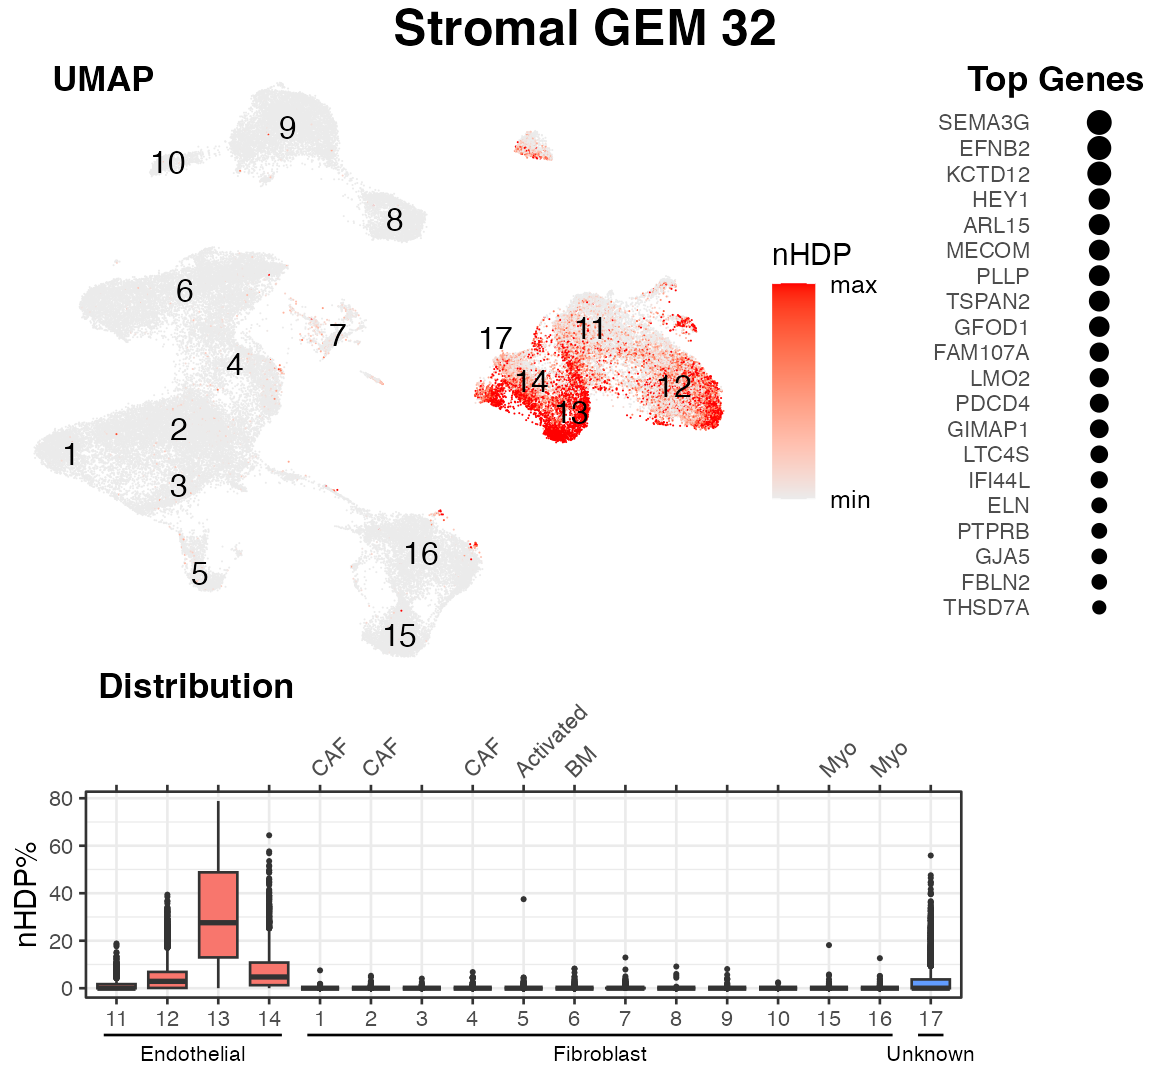 Stromal GEM 32
UMAP
9
10
8
6
7
4
2
1
3
5
16
15
17
11
14
12
13
nHDP
max
min
Top Genes
SEMA3G
EFNB2
KCTD12
HEY1
ARL15
MECOM
PLLP
TSPAN2
GFOD1
FAM107A
LMO2
PDCD4
GIMAP1
LTC4S
IFI44L
ELN
PTPRB
GJA5
FBLN2
THSD7A
Distribution
CAF CAF CAF Activated BM Myo Myo
nHDP%
80
60
40
20
0
11 12 13 14 1 2 3 4 5 6 7 8 9 10 15 16 17
Endothelial Fibroblast Unknown